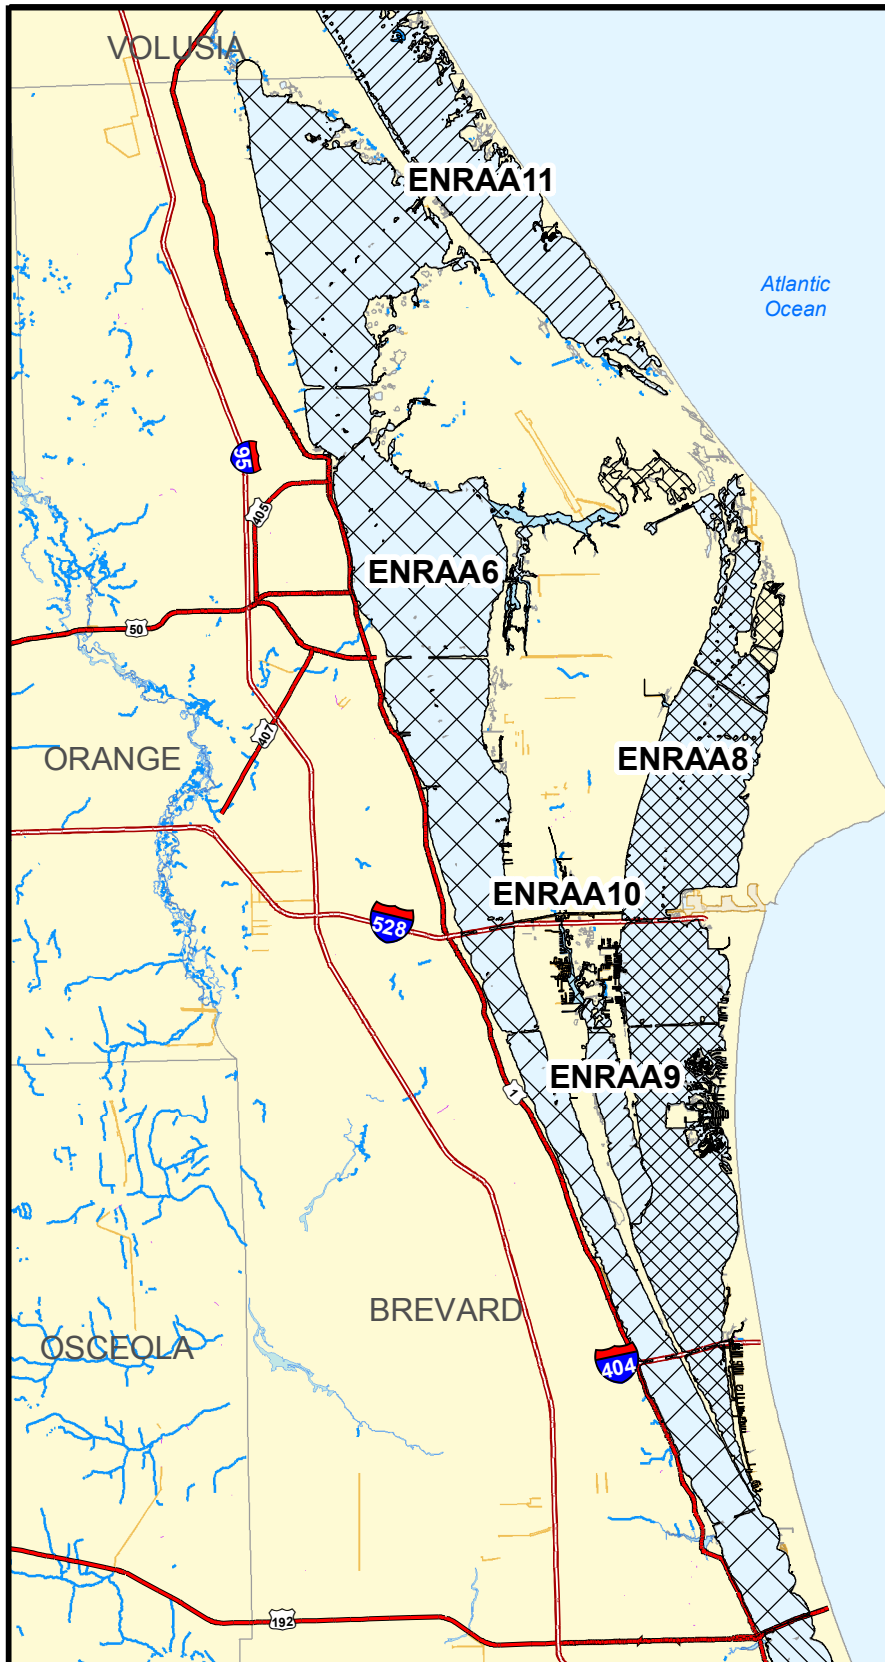 VOLUSIA
ENRAA11
Atlantic
Ocean
95
405
ENRAA6
50
407
ORANGE
ENRAA8
ENRAA10
528
ENRAA9
1
BREVARD
OSCEOLA
404
192